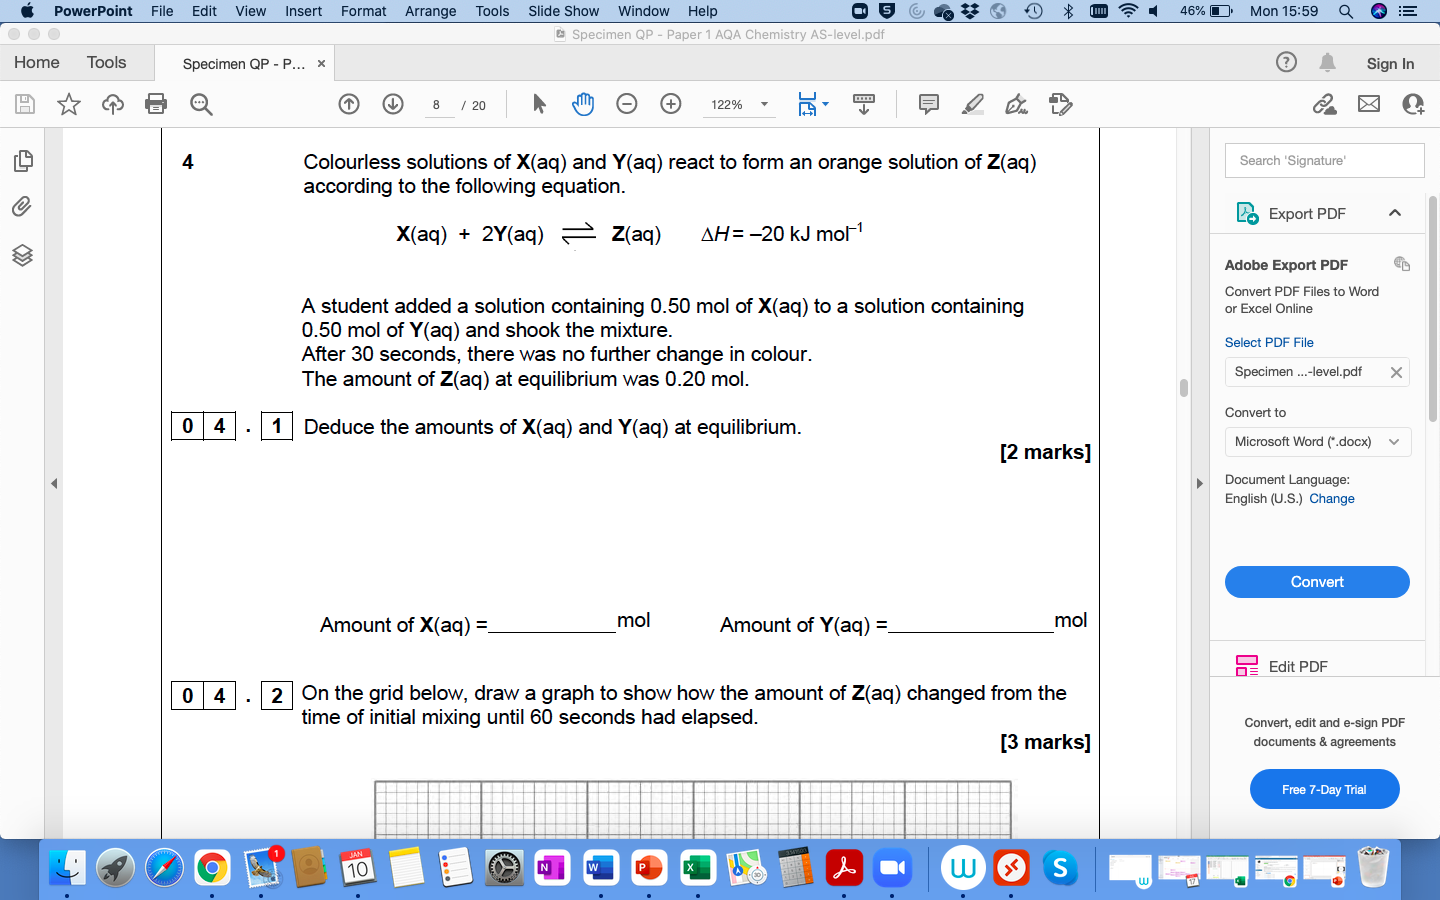 PowerPoint File Edit View Insert Format Arrange Tools Slide Show Window Help 46% Mon 15:59
Specimen QP - Paper 1 AQA Chemistry AS-level.pdf
Home Tools Specimen QP - P... × Sign In
8 / 20 122%
4 Colourless solutions of X(aq) and Y(aq) react to form an orange solution of Z(aq)
according to the following equation.
X(aq) + 2Y(aq) ⇌ Z(aq) ΔH = –20 kJ mol–1
A student added a solution containing 0.50 mol of X(aq) to a solution containing
0.50 mol of Y(aq) and shook the mixture.
After 30 seconds, there was no further change in colour.
The amount of Z(aq) at equilibrium was 0.20 mol.
0 4 . 1 Deduce the amounts of X(aq) and Y(aq) at equilibrium.
[2 marks]
Amount of X(aq) =____________mol Amount of Y(aq) =________________mol
0 4 . 2 On the grid below, draw a graph to show how the amount of Z(aq) changed from the
time of initial mixing until 60 seconds had elapsed.
[3 marks]
Search 'Signature'
Export PDF
Adobe Export PDF
Convert PDF Files to Word
or Excel Online
Select PDF File
Specimen ...-level.pdf
Convert to
Microsoft Word (*.docx)
Document Language:
English (U.S.) Change
Convert
Edit PDF
Convert, edit and e-sign PDF
documents & agreements
Free 7-Day Trial
1
JAN
10